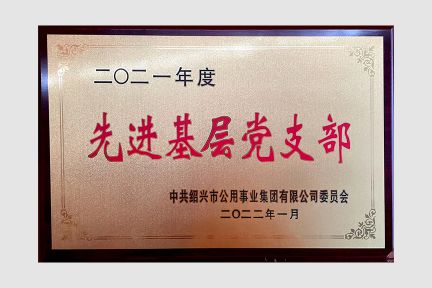 二〇二一年度
先进基层党支部
中共绍兴市公用事业集团有限公司委员会
二〇二二年一月